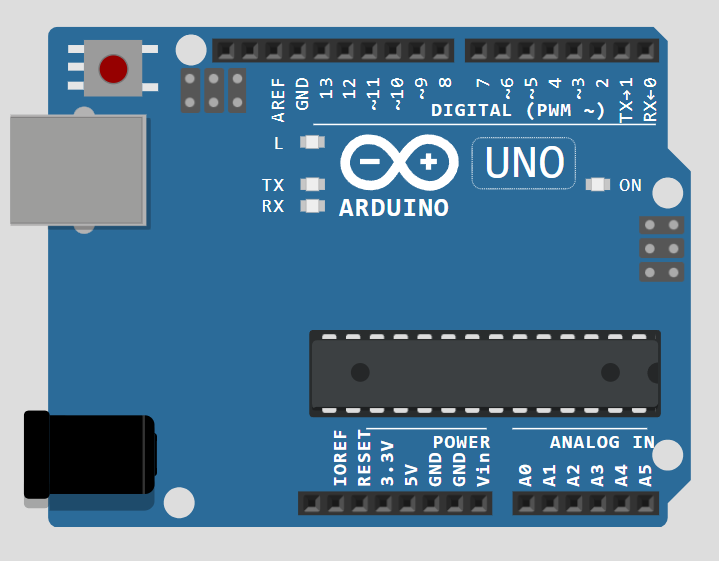 AREF
GND
13
12
~11
~10
~9
8
7
~6
~5
4
~3
2
TX→1
RX←0
DIGITAL (PWM ~)
L
TX
RX
UNO
ON
ARDUINO
POWER
ANALOG IN
IOREF
RESET
3.3V
5V
GND
GND
Vin
A0
A1
A2
A3
A4
A5